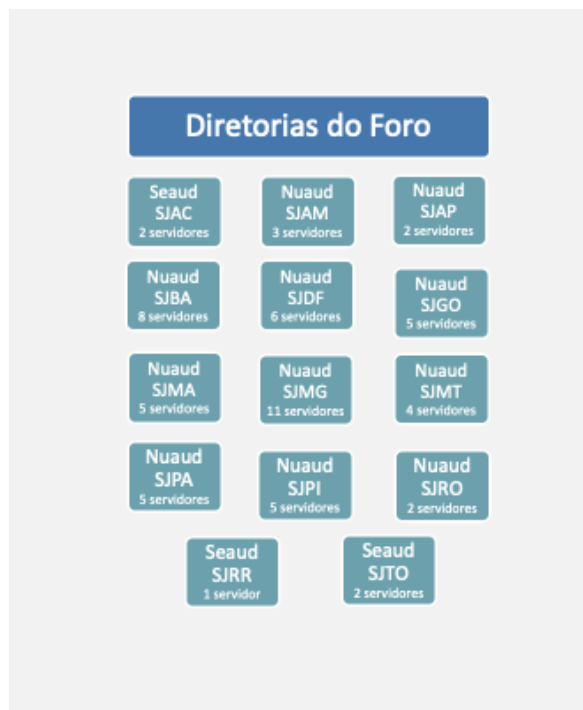 Diretorias do Foro
Seaud
SJAC
2 servidores
Nuaud
SJAM
3 servidores
Nuaud
SJAP
2 servidores
Nuaud
SJBA
8 servidores
Nuaud
SJDF
6 servidores
Nuaud
SJGO
5 servidores
Nuaud
SJMA
5 servidores
Nuaud
SJMG
11 servidores
Nuaud
SJMT
4 servidores
Nuaud
SJPA
5 servidores
Nuaud
SJPI
5 servidores
Nuaud
SJRO
2 servidores
Seaud
SJRR
1 servidor
Seaud
SJTO
2 servidores